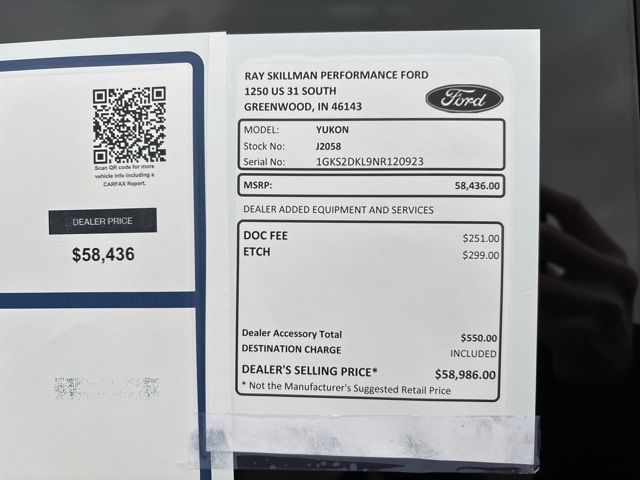 Scan QR code for more
vehicle info including a
CARFAX Report.
DEALER PRICE
$58,436
RAY SKILLMAN PERFORMANCE FORD
1250 US 31 SOUTH
GREENWOOD, IN 46143
Ford
MODEL: YUKON
Stock No: J2058
Serial No: 1GKS2DKL9NR120923
MSRP: 58,436.00
DEALER ADDED EQUIPMENT AND SERVICES
DOC FEE $251.00
ETCH $299.00
Dealer Accessory Total $550.00
DESTINATION CHARGE INCLUDED
DEALER'S SELLING PRICE* $58,986.00
* Not the Manufacturer's Suggested Retail Price